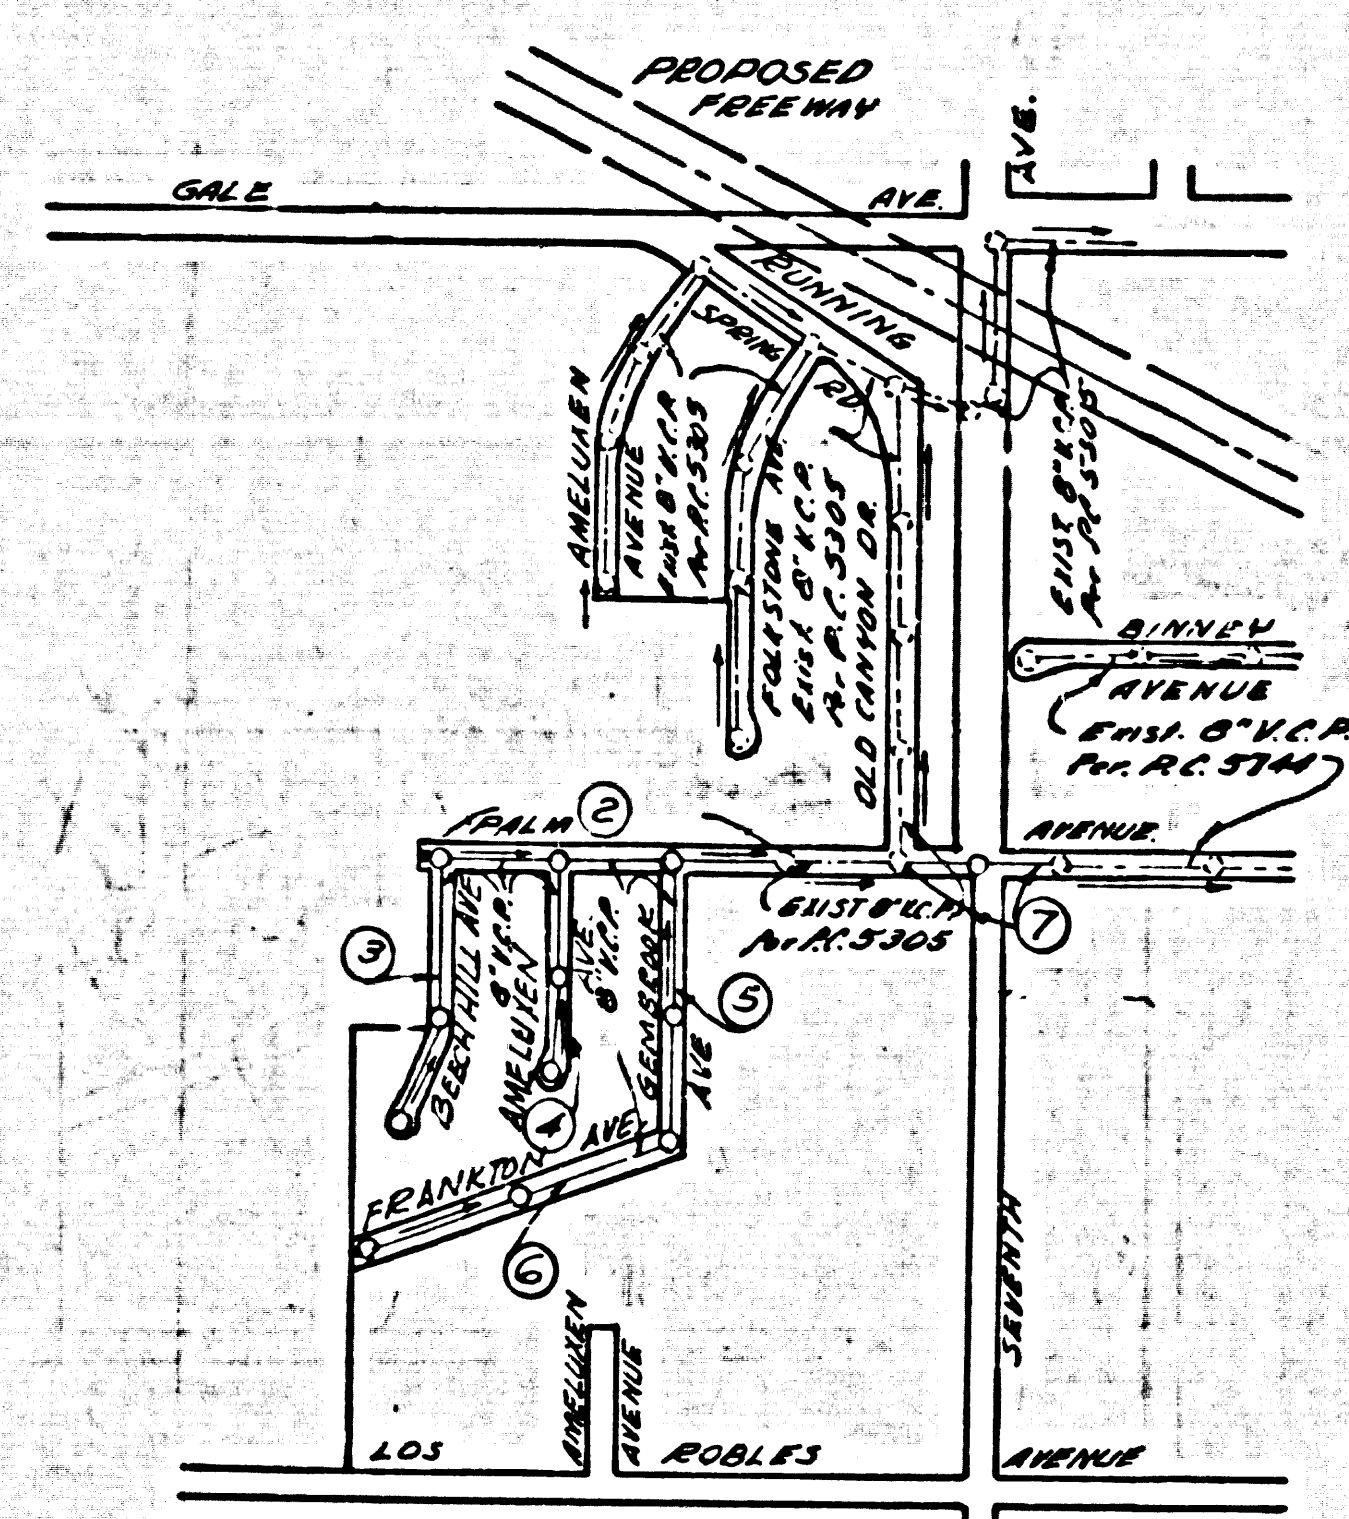 PROPOSED
FREEWAY
AVE.
GALE
AVE.
RUNNING
SPRING
RD.
AMELUXEN
AVENUE
Exist 8" V.C.P.
Per P.C. 5305
FOLKSTONE AVE.
Exist. 8" V.C.P.
Per P.C. 5305
OLD CANYON DR.
EXIST. 8" V.C.P.
Per P.C. 5305
BINNEY
AVENUE
Exist. 8" V.C.P.
Per. P.C. 5744
PALM
2
AVENUE.
EXIST 8" V.C.P.
Per P.C. 5305
7
3
BEECH HILL AVE
8" V.C.P.
AMELUXEN
AVE.
8" V.C.P.
GEMBROOK
AVE
5
4
FRANKTON
AVE.
6
SEVENTH
AMELUXEN
AVENUE
LOS
ROBLES
AVENUE